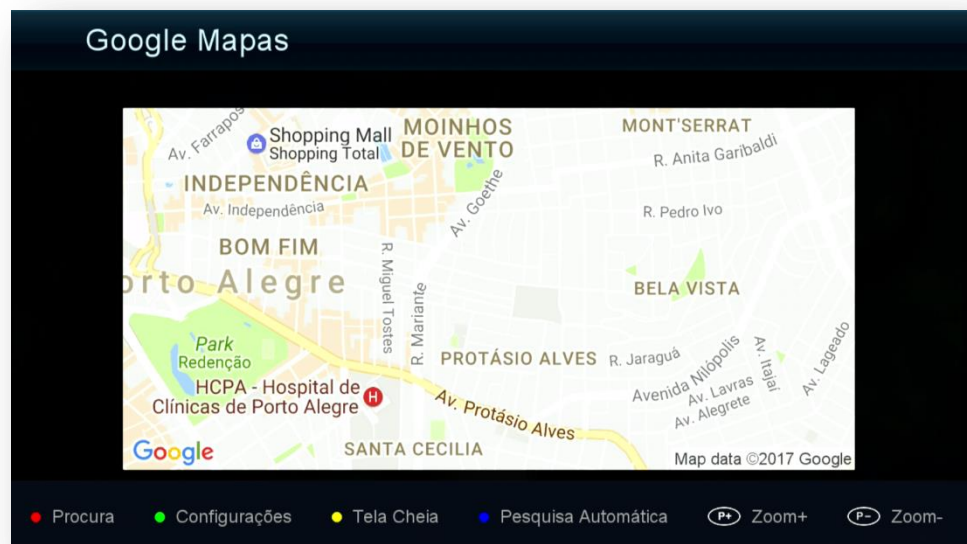 Google Mapas
Av. Farrapos
Shopping Mall
Shopping Total
MOINHOS
DE VENTO
MONT'SERRAT
R. Anita Garibaldi
INDEPENDÊNCIA
Av. Independência
Av. Goethe
R. Pedro Ivo
BOM FIM
R. Miguel Tostes
orto Alegre
R. Mariante
BELA VISTA
Park
Redenção
PROTÁSIO ALVES
R. Jaraguá
Avenida Nilópolis
Av. Itajaí
Av. Lageado
HCPA - Hospital de
Clínicas de Porto Alegre
H
Av. Protásio Alves
Av. Lavras
Av. Alegrete
SANTA CECILIA
Google
Map data ©2017 Google
Procura
Configurações
Tela Cheia
Pesquisa Automática
P+ Zoom+
P- Zoom-